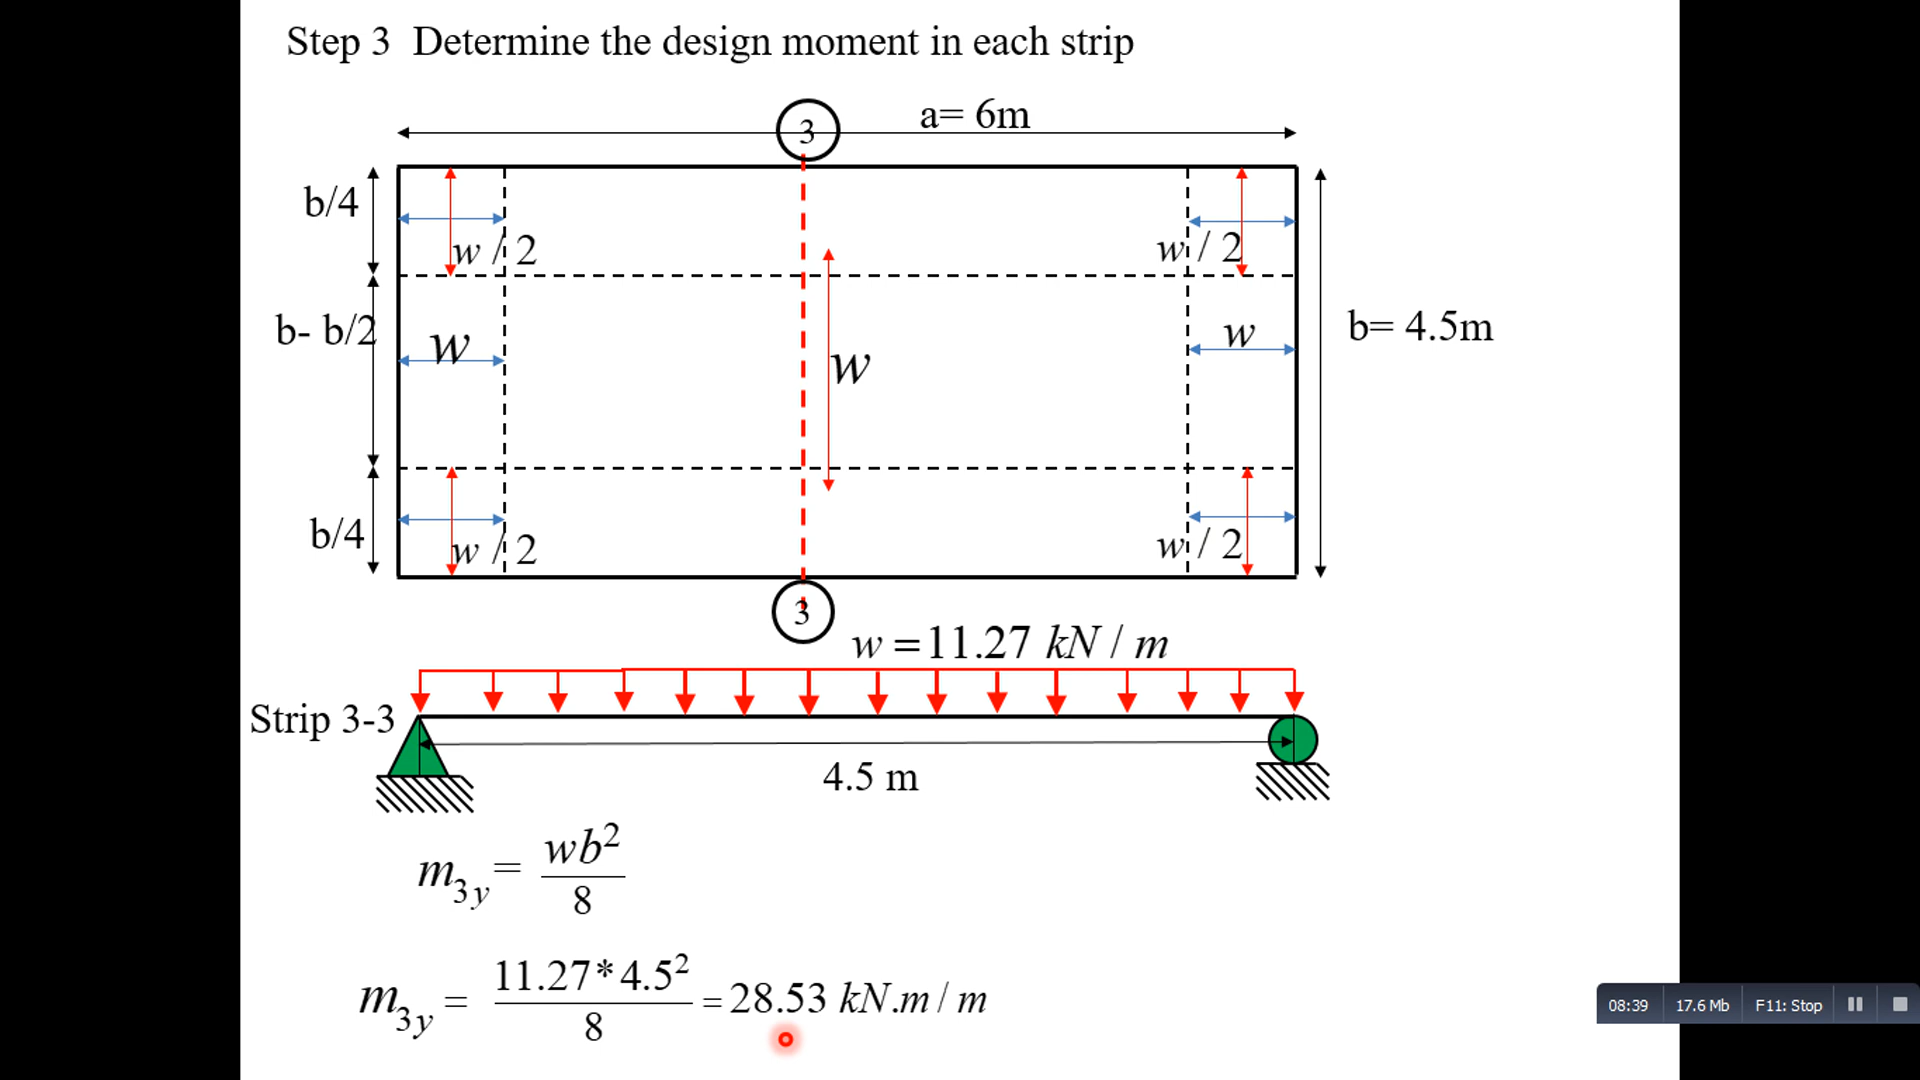 Step 3 Determine the design moment in each strip
3
a= 6m
b/4
w / 2
w / 2
b- b/2
w
w
w
b= 4.5m
b/4
w / 2
w / 2
3
w = 11.27 kN / m
Strip 3-3
4.5 m
m3y = wb²/8
m3y = 11.27*4.5²/8 = 28.53 kN.m / m
08:39 17.6 Mb F11: Stop